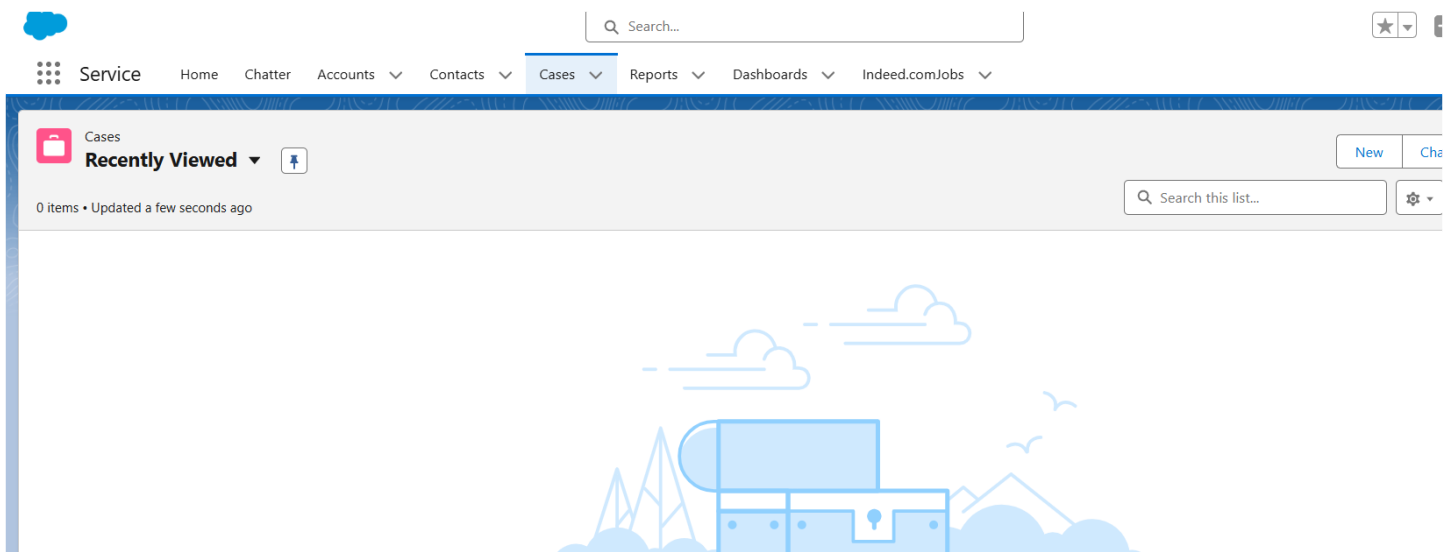 Search...
Service Home Chatter Accounts Contacts Cases Reports Dashboards Indeed.comJobs
Cases
Recently Viewed
New
0 items • Updated a few seconds ago
Search this list...